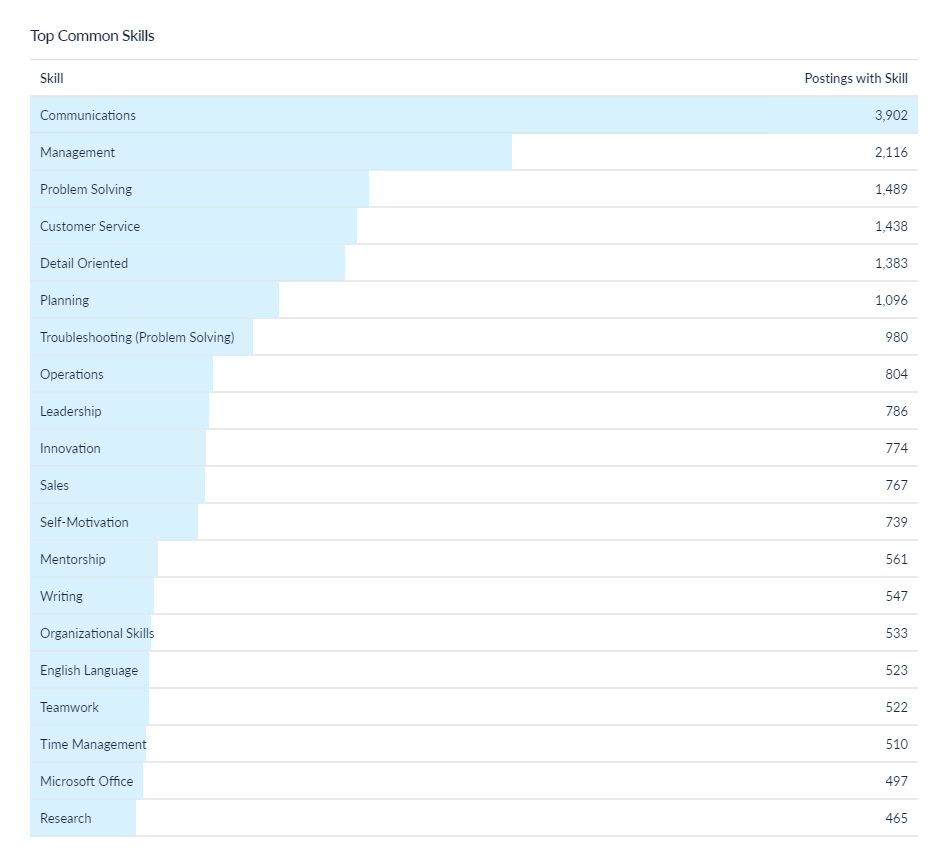 Top Common Skills
Skill Postings with Skill
Communications 3,902
Management 2,116
Problem Solving 1,489
Customer Service 1,438
Detail Oriented 1,383
Planning 1,096
Troubleshooting (Problem Solving) 980
Operations 804
Leadership 786
Innovation 774
Sales 767
Self-Motivation 739
Mentorship 561
Writing 547
Organizational Skills 533
English Language 523
Teamwork 522
Time Management 510
Microsoft Office 497
Research 465